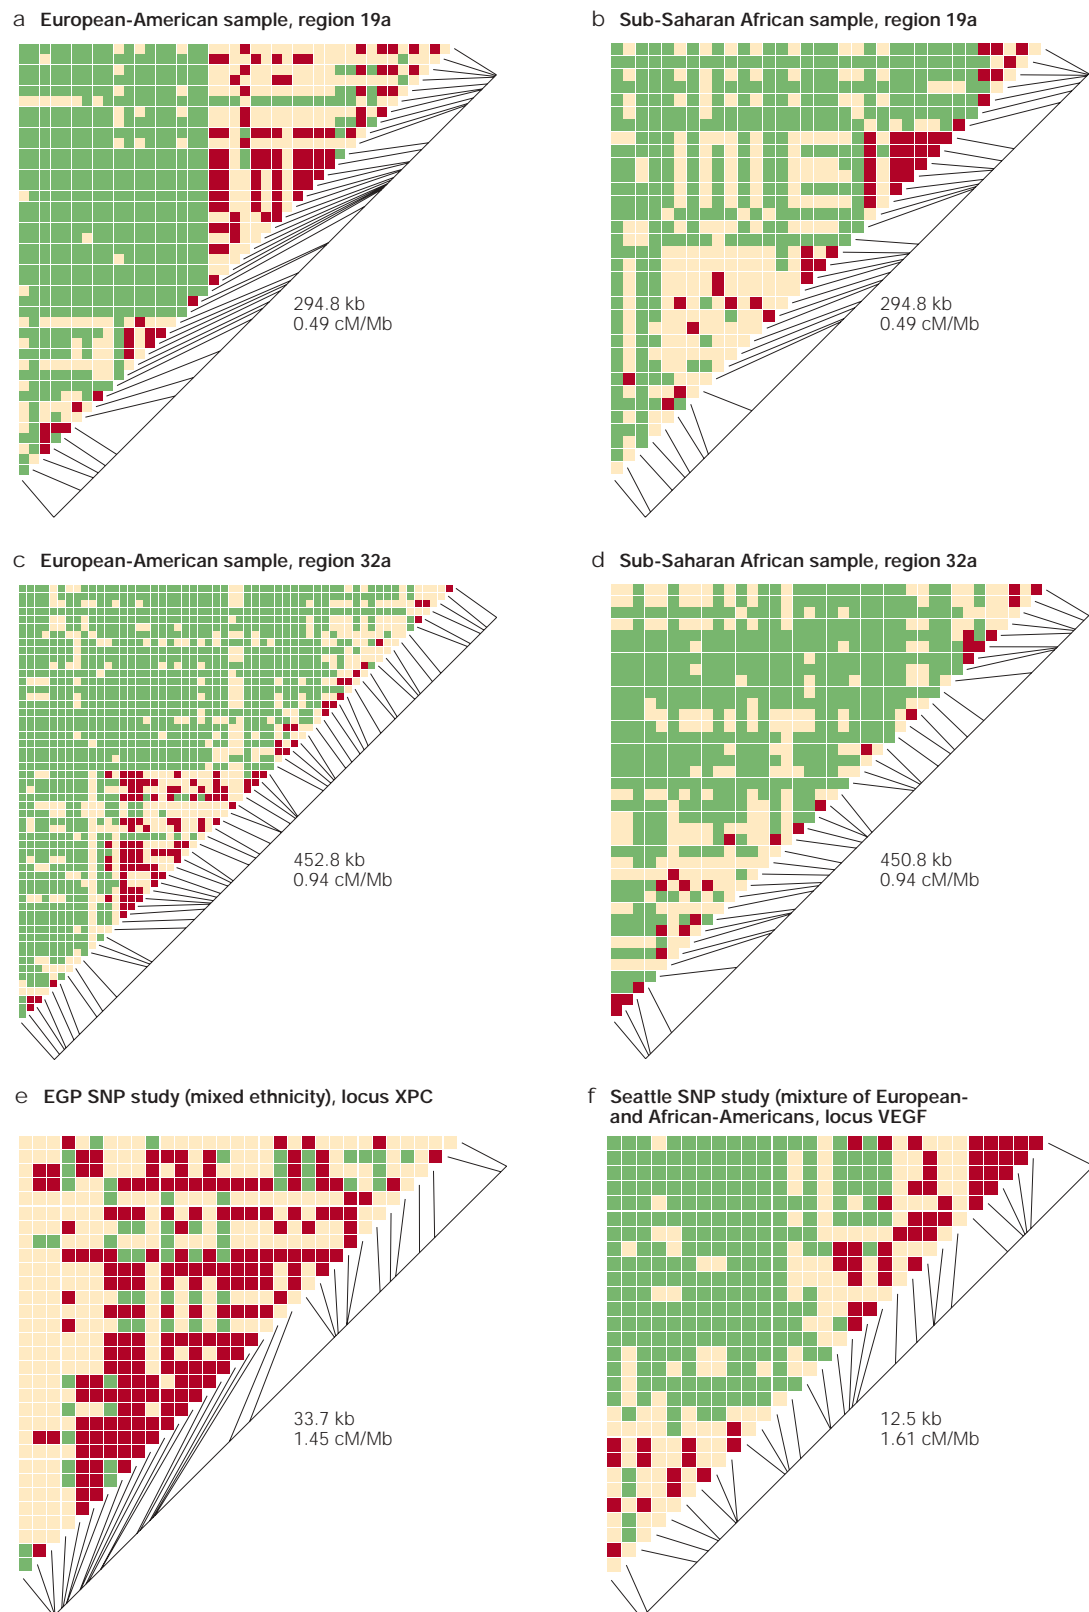 a European-American sample, region 19a
b Sub-Saharan African sample, region 19a
294.8 kb
0.49 cM/Mb
294.8 kb
0.49 cM/Mb
c European-American sample, region 32a
d Sub-Saharan African sample, region 32a
452.8 kb
0.94 cM/Mb
450.8 kb
0.94 cM/Mb
e EGP SNP study (mixed ethnicity), locus XPC
f Seattle SNP study (mixture of European-
and African-Americans, locus VEGF
33.7 kb
1.45 cM/Mb
12.5 kb
1.61 cM/Mb